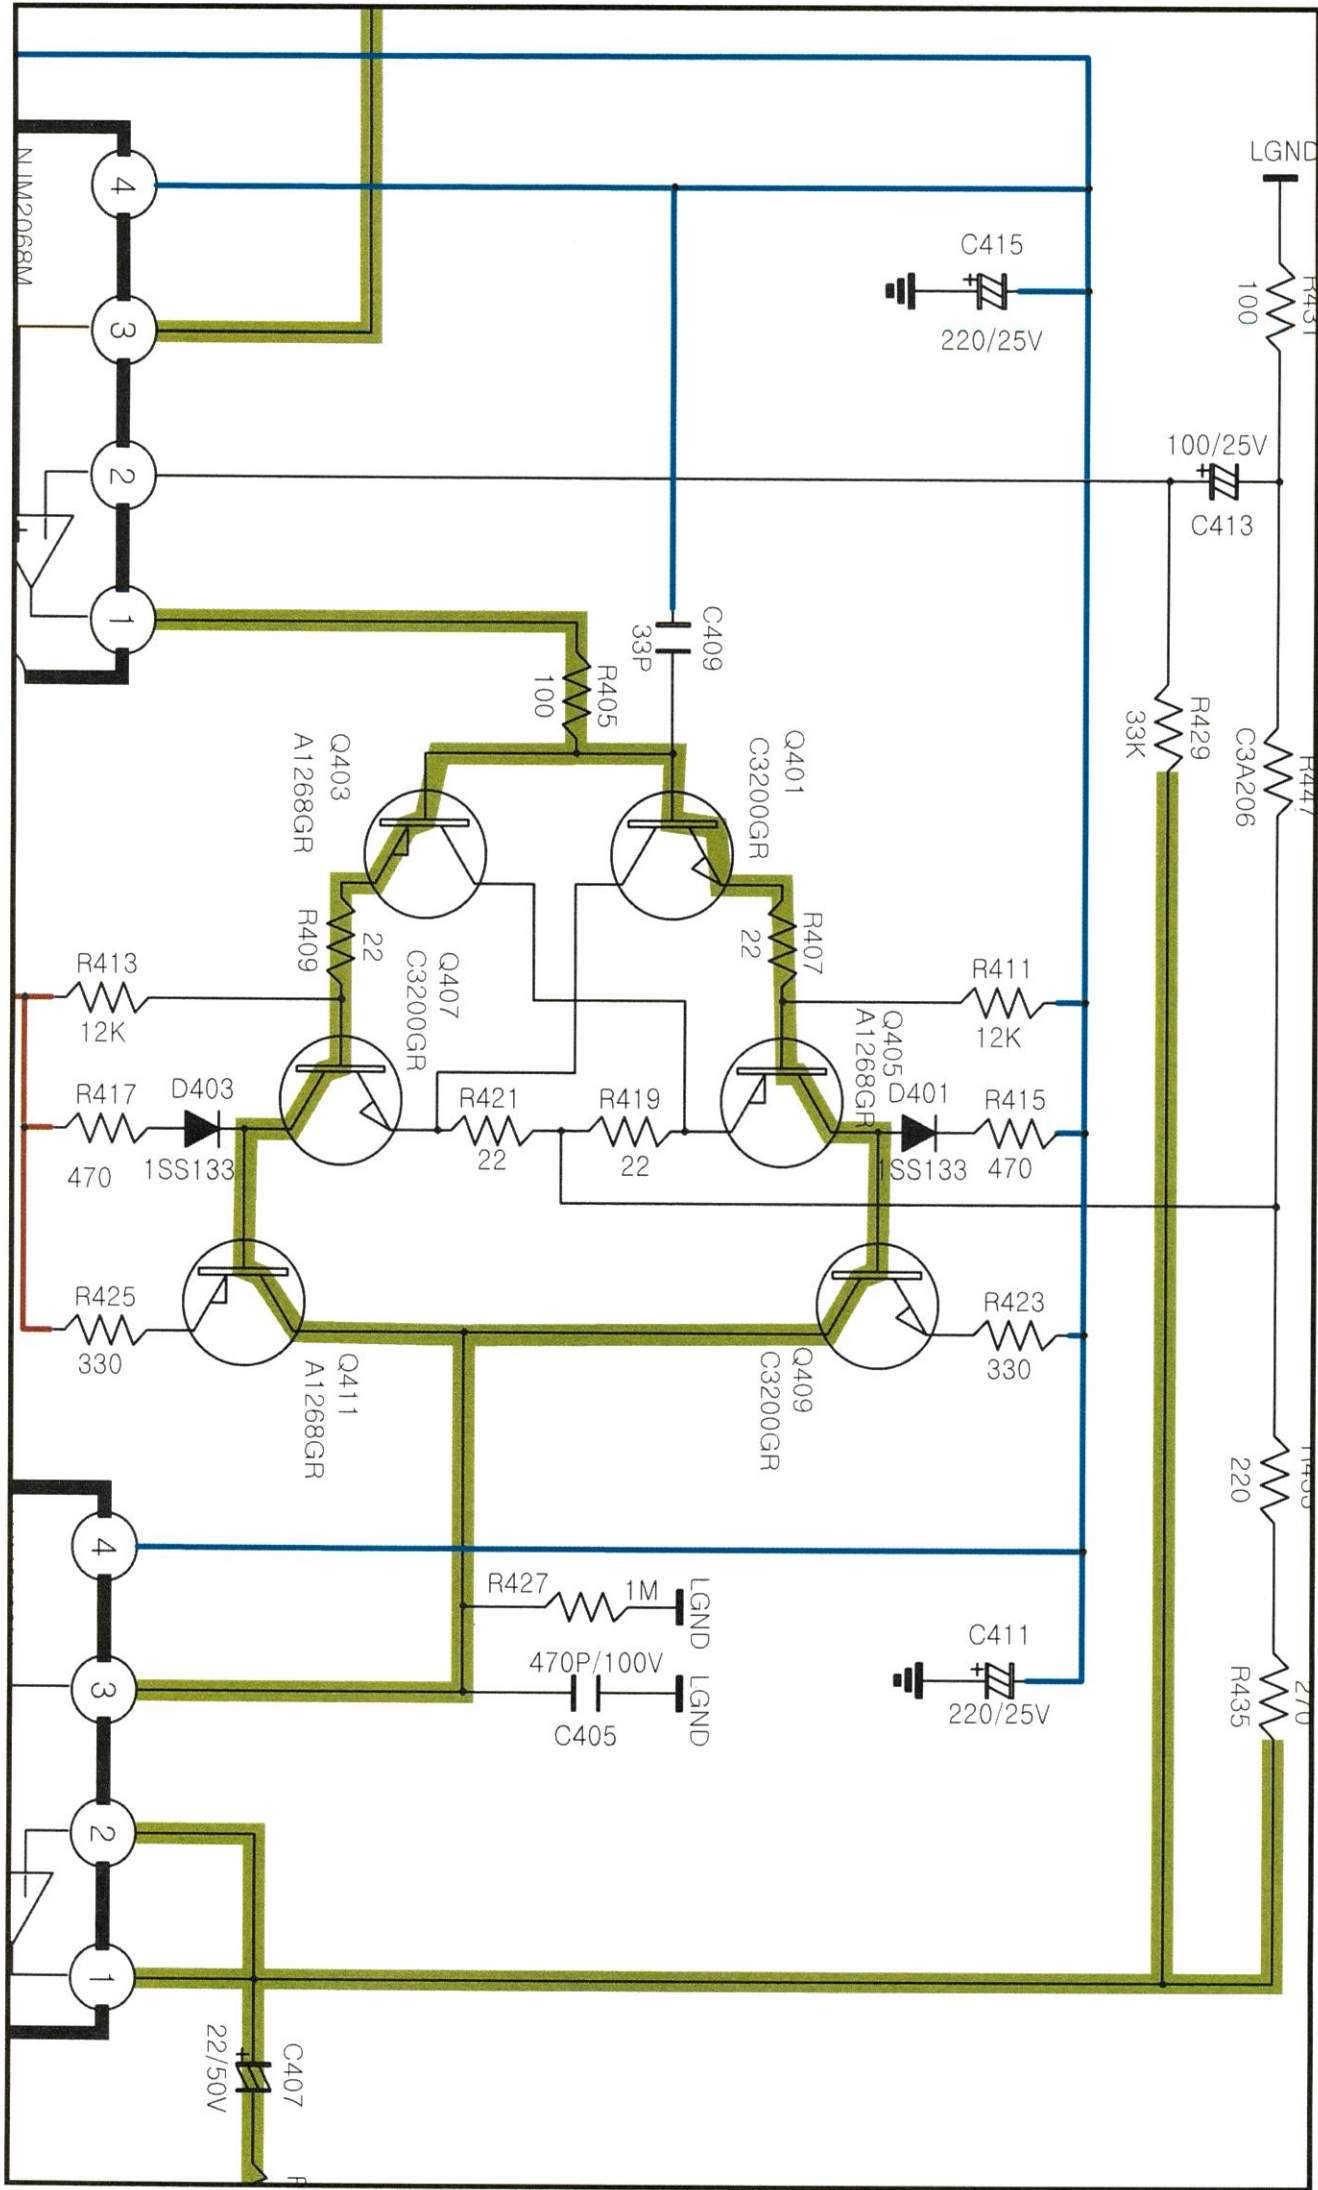 LGND
100
C415
220/25V
NJM2068M
4
3
2
1
100/25V
C413
C409
33P
R405
100
R429
33K
R447
C3A206
Q403
A1268GR
Q401
C3200GR
R409
22
R407
22
Q407
C3200GR
R413
12K
R411
12K
Q405
A1268GR
D403
1SS133
R417
470
R421
22
R419
22
D401
1SS133
R415
470
R425
330
R423
330
Q411
A1268GR
Q409
C3200GR
220
4
3
2
1
R427
1M
LGND
470P/100V
C405
LGND
C411
220/25V
270
R435
C407
22/50V